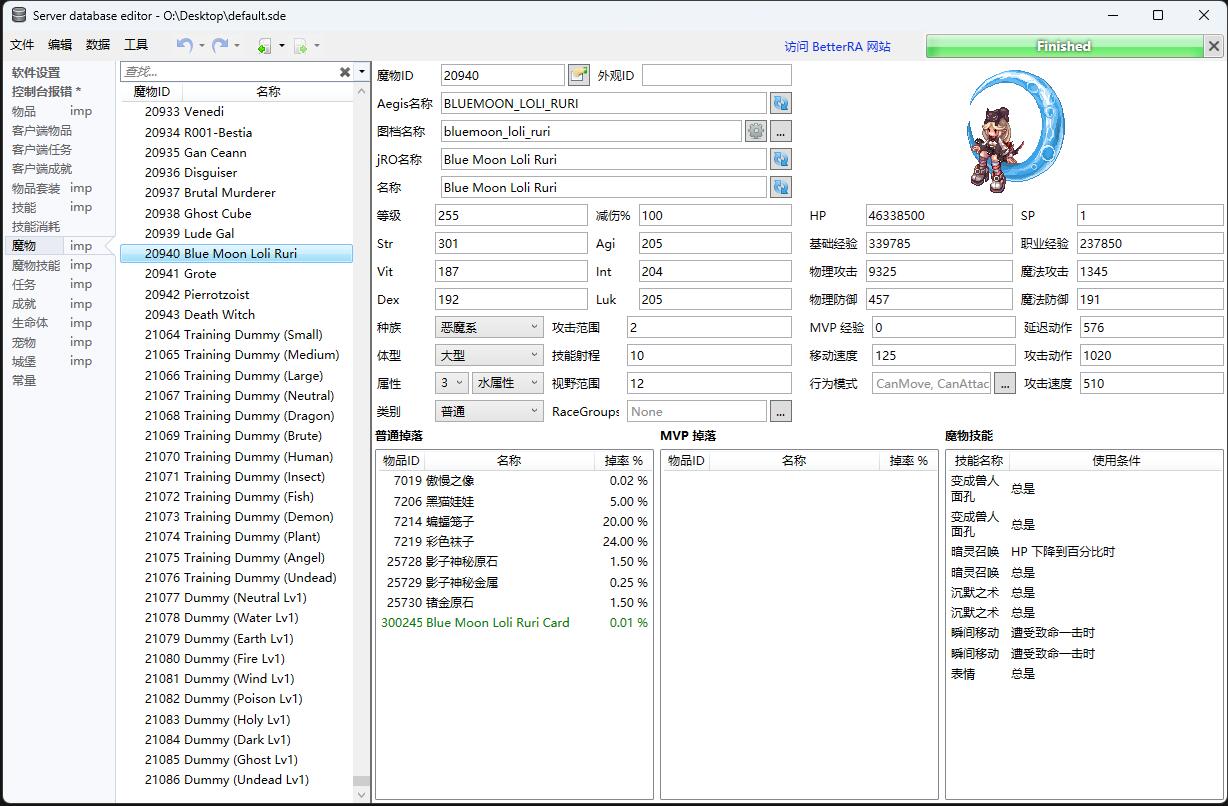 Server database editor - O:\Desktop\default.sde
文件 编辑 数据 工具
访问 BetterRA 网站
Finished
软件设置
控制台报错 *
物品 imp
客户端物品
客户端任务
客户端成就
物品套装 imp
技能 imp
技能消耗
魔物 imp
魔物技能 imp
任务 imp
成就 imp
生命体 imp
宠物 imp
城堡 imp
常量
查找...
魔物ID 名称
20933 Venedi
20934 R001-Bestia
20935 Gan Ceann
20936 Disguiser
20937 Brutal Murderer
20938 Ghost Cube
20939 Lude Gal
20940 Blue Moon Loli Ruri
20941 Grote
20942 Pierrotzoist
20943 Death Witch
21064 Training Dummy (Small)
21065 Training Dummy (Medium)
21066 Training Dummy (Large)
21067 Training Dummy (Neutral)
21068 Training Dummy (Dragon)
21069 Training Dummy (Brute)
21070 Training Dummy (Human)
21071 Training Dummy (Insect)
21072 Training Dummy (Fish)
21073 Training Dummy (Demon)
21074 Training Dummy (Plant)
21075 Training Dummy (Angel)
21076 Training Dummy (Undead)
21077 Dummy (Neutral Lv1)
21078 Dummy (Water Lv1)
21079 Dummy (Earth Lv1)
21080 Dummy (Fire Lv1)
21081 Dummy (Wind Lv1)
21082 Dummy (Poison Lv1)
21083 Dummy (Holy Lv1)
21084 Dummy (Dark Lv1)
21085 Dummy (Ghost Lv1)
21086 Dummy (Undead Lv1)
魔物ID 20940 外观ID
Aegis名称 BLUEMOON_LOLI_RURI
图档名称 bluemoon_loli_ruri ...
jRO名称 Blue Moon Loli Ruri
名称 Blue Moon Loli Ruri
等级 255 减伤% 100 HP 46338500 SP 1
Str 301 Agi 205 基础经验 339785 职业经验 237850
Vit 187 Int 204 物理攻击 9325 魔法攻击 1345
Dex 192 Luk 205 物理防御 457 魔法防御 191
种族 恶魔系 攻击范围 2 MVP 经验 0 延迟动作 576
体型 大型 技能射程 10 移动速度 125 攻击动作 1020
属性 3 水属性 视野范围 12 行为模式 CanMove, CanAttac ... 攻击速度 510
类别 普通 RaceGroups None ...
普通掉落
物品ID 名称 掉率 %
7019 傲慢之像 0.02 %
7206 黑猫娃娃 5.00 %
7214 蝙蝠笼子 20.00 %
7219 彩色袜子 24.00 %
25728 影子神秘原石 1.50 %
25729 影子神秘金属 0.25 %
25730 锗金原石 1.50 %
300245 Blue Moon Loli Ruri Card 0.01 %
MVP 掉落
物品ID 名称 掉率 %
魔物技能
技能名称 使用条件
变成兽人面孔 总是
变成兽人面孔 总是
暗灵召唤 HP 下降到百分比时
暗灵召唤 总是
沉默之术 总是
沉默之术 总是
瞬间移动 遭受致命一击时
瞬间移动 遭受致命一击时
表情 总是